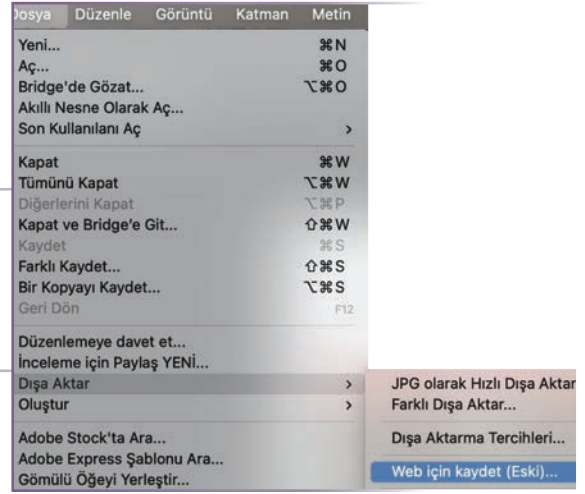 Dosya Düzenle Görüntü Katman Metin
Yeni... ⌘N
Aç... ⌘O
Bridge'de Gözat... ⌥⌘O
Akıllı Nesne Olarak Aç...
Son Kullanılanı Aç >
Kapat ⌘W
Tümünü Kapat ⌥⌘W
Diğerlerini Kapat ⌥⌘P
Kapat ve Bridge'e Git... ⇧⌘W
Kaydet ⌘S
Farklı Kaydet... ⇧⌘S
Bir Kopyayı Kaydet... ⌥⌘S
Geri Dön F12
Düzenlemeye davet et...
İnceleme için Paylaş YENİ...
Dışa Aktar >
Oluştur >
Adobe Stock'ta Ara...
Adobe Express Şablonu Ara...
Gömülü Öğeyi Yerleştir...
JPG olarak Hızlı Dışa Aktar
Farklı Dışa Aktar...
Dışa Aktarma Tercihleri...
Web için kaydet (Eski)...